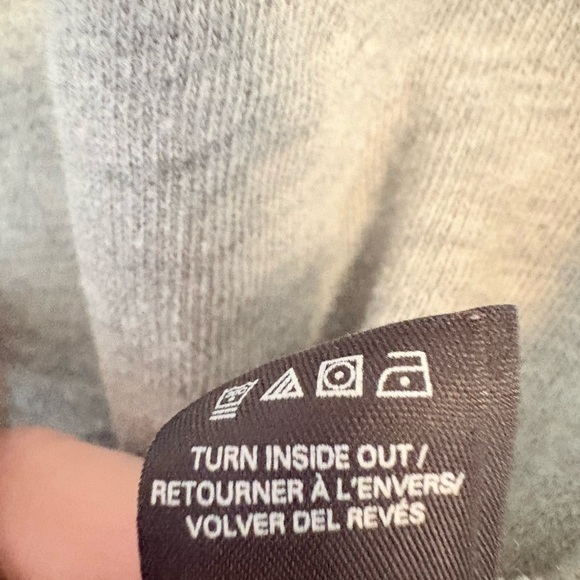 TURN INSIDE OUT/
RETOURNER À L'ENVERS/
VOLVER DEL REVÉS